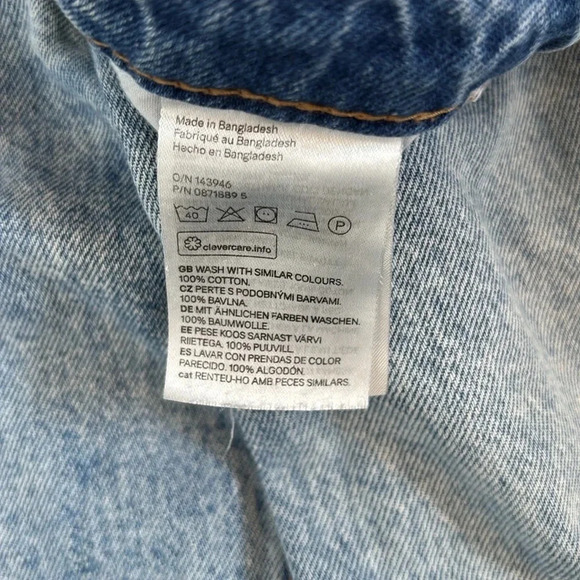 Made in Bangladesh
Fabriqué au Bangladesh
Hecho en Bangladesh
O/N 143946
P/N 0871889 5
40 P
clevercare.info
GB WASH WITH SIMILAR COLOURS.
100% COTTON.
CZ PERTE S PODOBNÝMI BARVAMI.
100% BAVLNA.
DE MIT ÄHNLICHEN FARBEN WASCHEN.
100% BAUMWOLLE.
EE PESE KOOS SARNAST VÄRVI
RIIETEGA. 100% PUUVILL.
ES LAVAR CON PRENDAS DE COLOR
PARECIDO. 100% ALGODÓN.
cat RENTEU-HO AMB PECES SIMILARS.